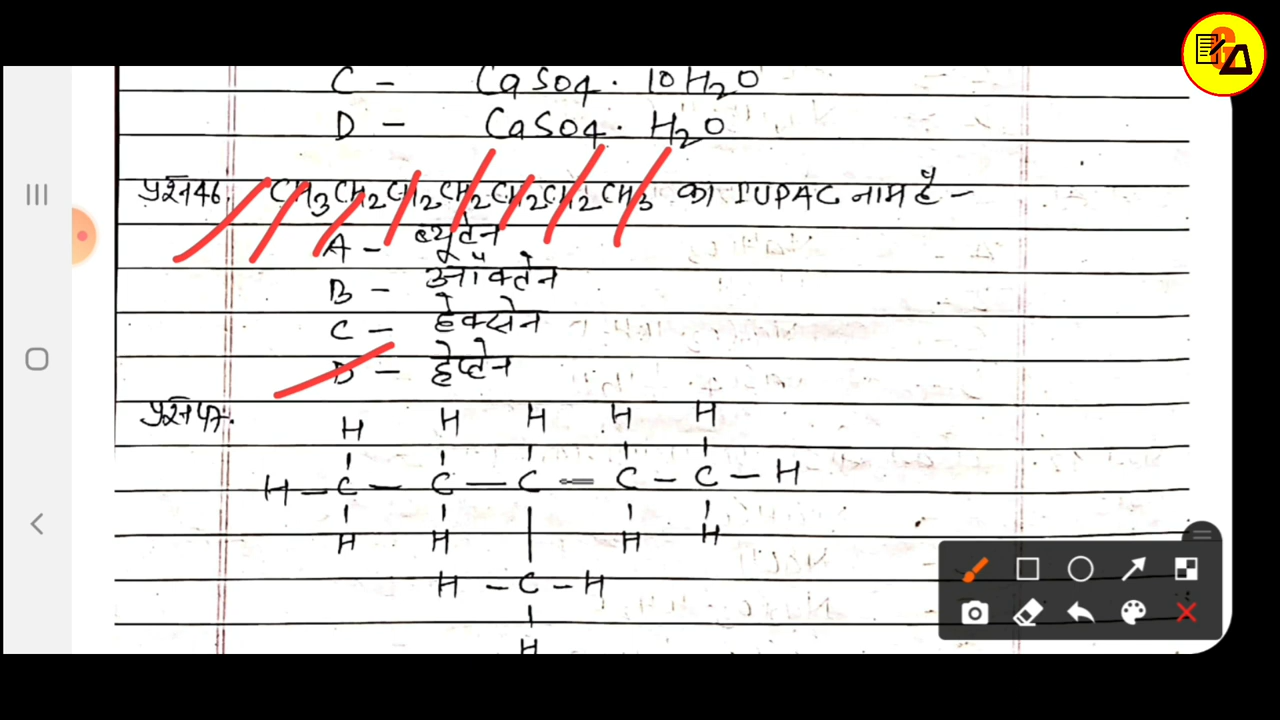 C - CaSO4. 10H2O
D - CaSO4. H2O
प्रश्न46. CH3CH2CH2CH2CH2CH2CH3 का IUPAC नाम है -
A - ब्यूटेन
B - ऑक्टेन
C - हेक्सेन
D - हेप्टेन
प्रश्न47.
H H H H H
H - C - C - C = C - C - H
H H H H
H - C - H
H